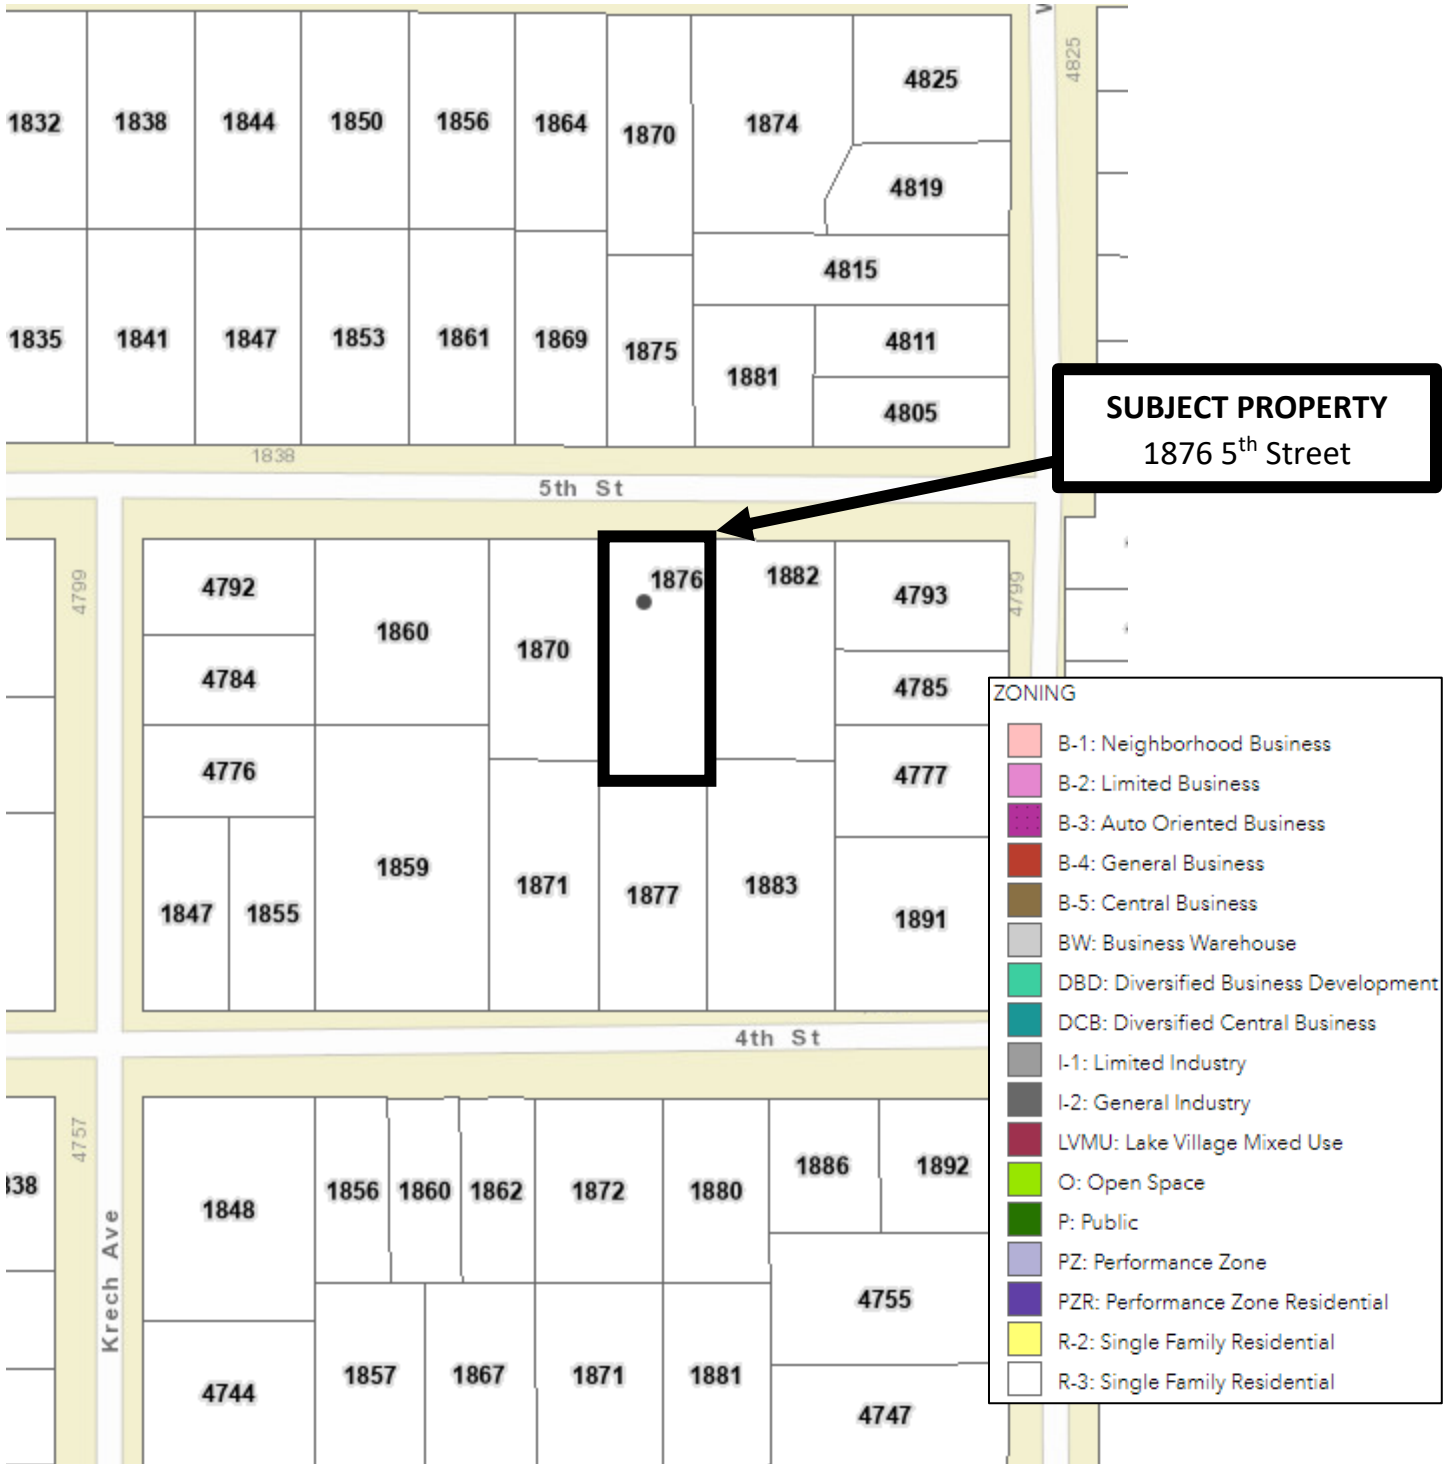 4825
4825
1832 1838 1844 1850 1856 1864 1870 1874
4819
4815
1835 1841 1847 1853 1861 1869 1875 1881 4811
4805
1838
5th St
SUBJECT PROPERTY
1876 5th Street
4799
4792 1860 1870 1876 1882 4793
4799
4784 4785
4776 4777
1859 1871 1877 1883
1847 1855 1891
4th St
4757
1848 1856 1860 1862 1872 1880 1886 1892
Krech Ave
4755
4744 1857 1867 1871 1881
4747
ZONING
B-1: Neighborhood Business
B-2: Limited Business
B-3: Auto Oriented Business
B-4: General Business
B-5: Central Business
BW: Business Warehouse
DBD: Diversified Business Development
DCB: Diversified Central Business
I-1: Limited Industry
I-2: General Industry
LVMU: Lake Village Mixed Use
O: Open Space
P: Public
PZ: Performance Zone
PZR: Performance Zone Residential
R-2: Single Family Residential
R-3: Single Family Residential